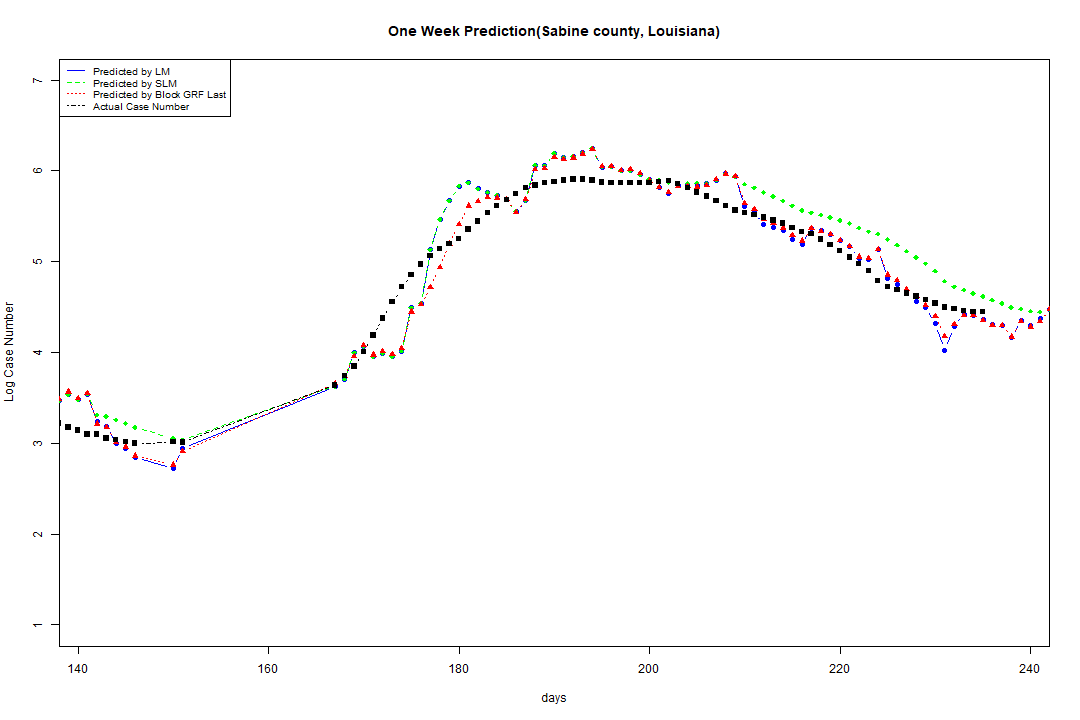 One Week Prediction(Sabine county, Louisiana)
Predicted by LM
Predicted by SLM
Predicted by Block GRF Last
Actual Case Number
7
6
5
4
3
2
1
Log Case Number
140 160 180 200 220 240
days